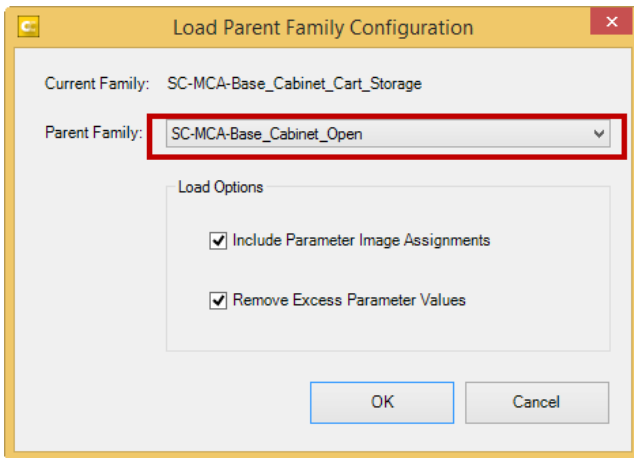 Load Parent Family Configuration
Current Family: SC-MCA-Base_Cabinet_Cart_Storage
Parent Family: SC-MCA-Base_Cabinet_Open
Load Options
Include Parameter Image Assignments
Remove Excess Parameter Values
OK Cancel